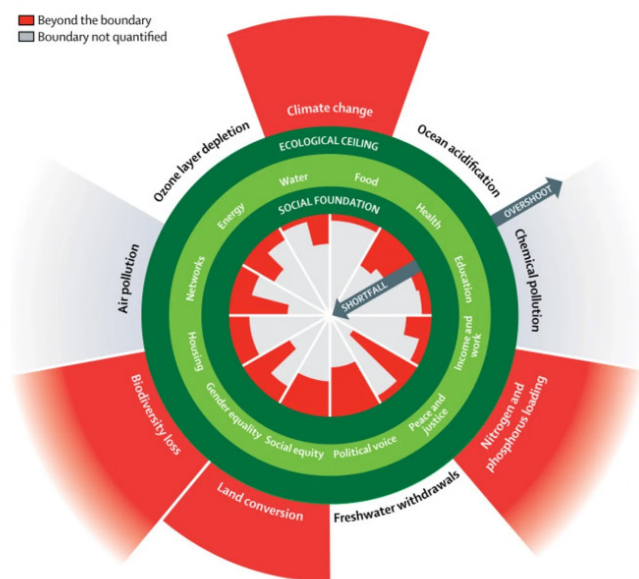 Beyond the boundary
Boundary not quantified
Climate change
Ozone layer depletion
Ocean acidification
ECOLOGICAL CEILING
Water
Food
Energy
Health
SOCIAL FOUNDATION
OVERSHOOT
Air pollution
Networks
SHORTFALL
Education
Chemical pollution
Housing
Income and
work
Gender equality
Social equity
Political voice
Peace and
justice
Biodiversity loss
Nitrogen and
phosphorus loading
Land conversion
Freshwater withdrawals